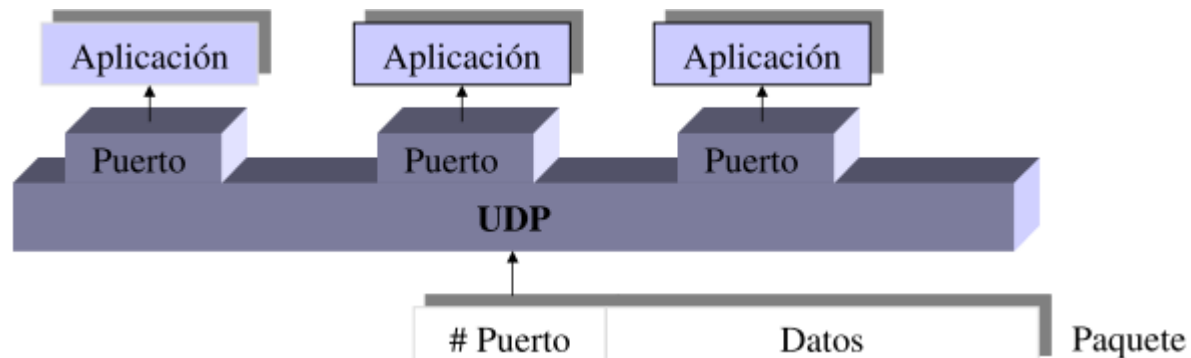 Aplicación Aplicación Aplicación
Puerto Puerto Puerto
UDP
# Puerto Datos Paquete